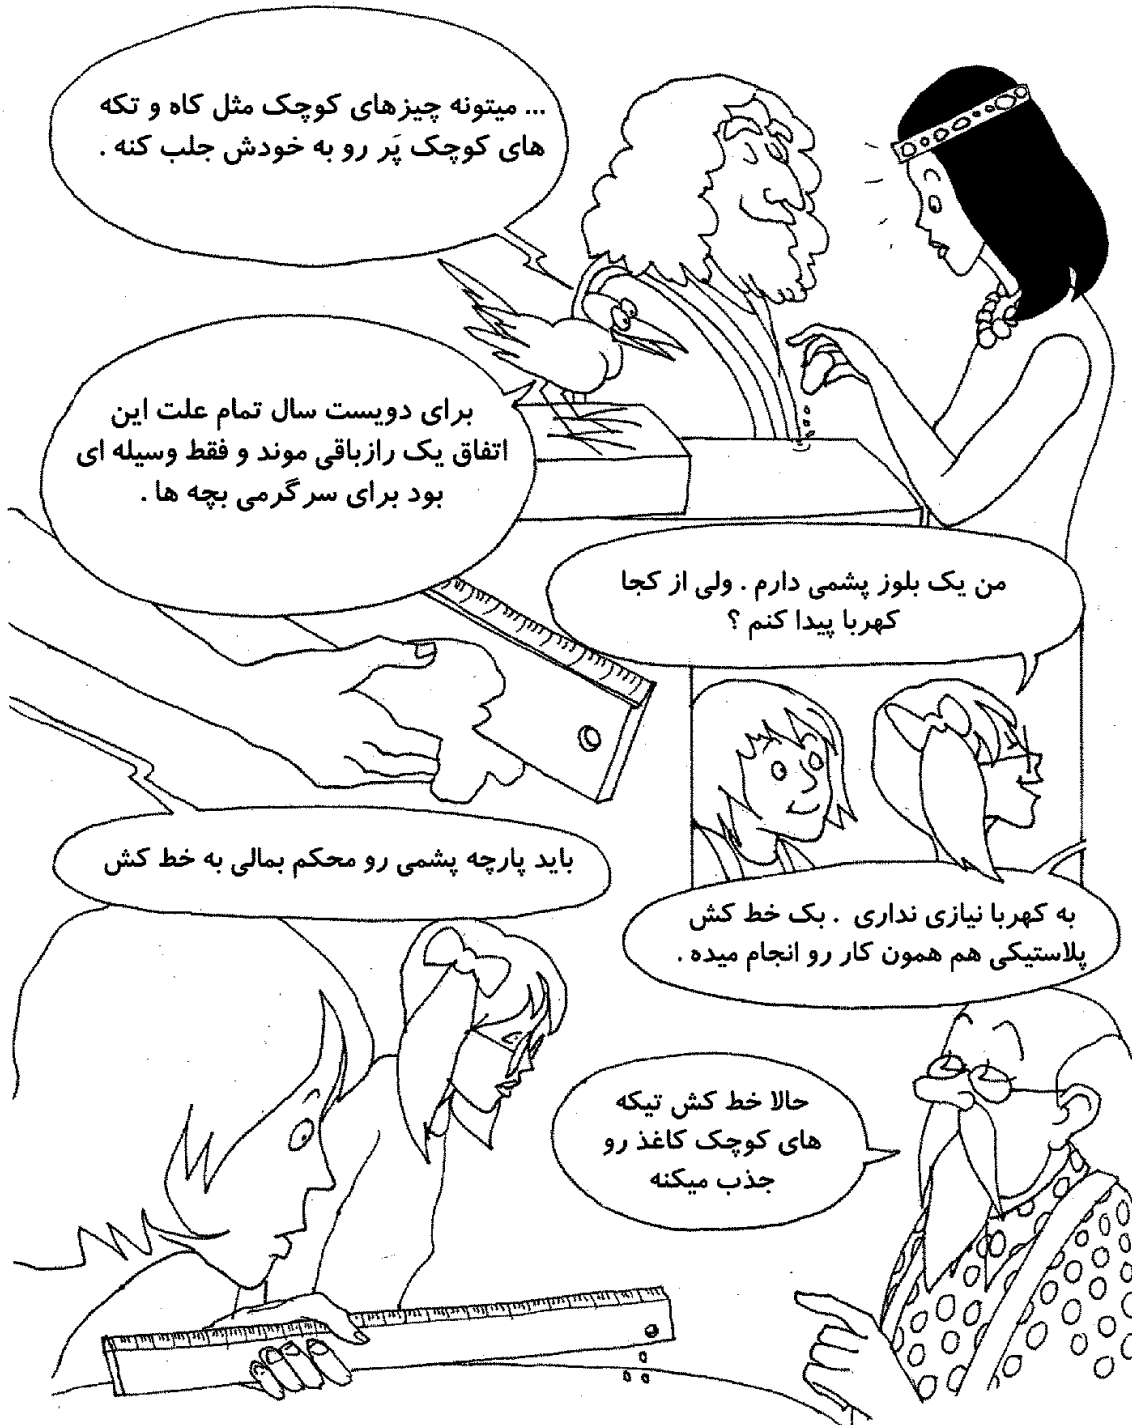 ... میتونه چیزهای کوچک مثل کاه و تکه
های کوچک پَر رو به خودش جلب کنه .
برای دویست سال تمام علت این
اتفاق یک رازباقی موند و فقط وسیله ای
بود برای سرگرمی بچه ها .
من یک بلوز پشمی دارم . ولی از کجا
کهربا پیدا کنم ؟
به کهربا نیازی نداری . بک خط کش
پلاستیکی هم همون کار رو انجام میده .
باید پارچه پشمی رو محکم بمالی به خط کش
حالا خط کش تیکه
های کوچک کاغذ رو
جذب میکنه